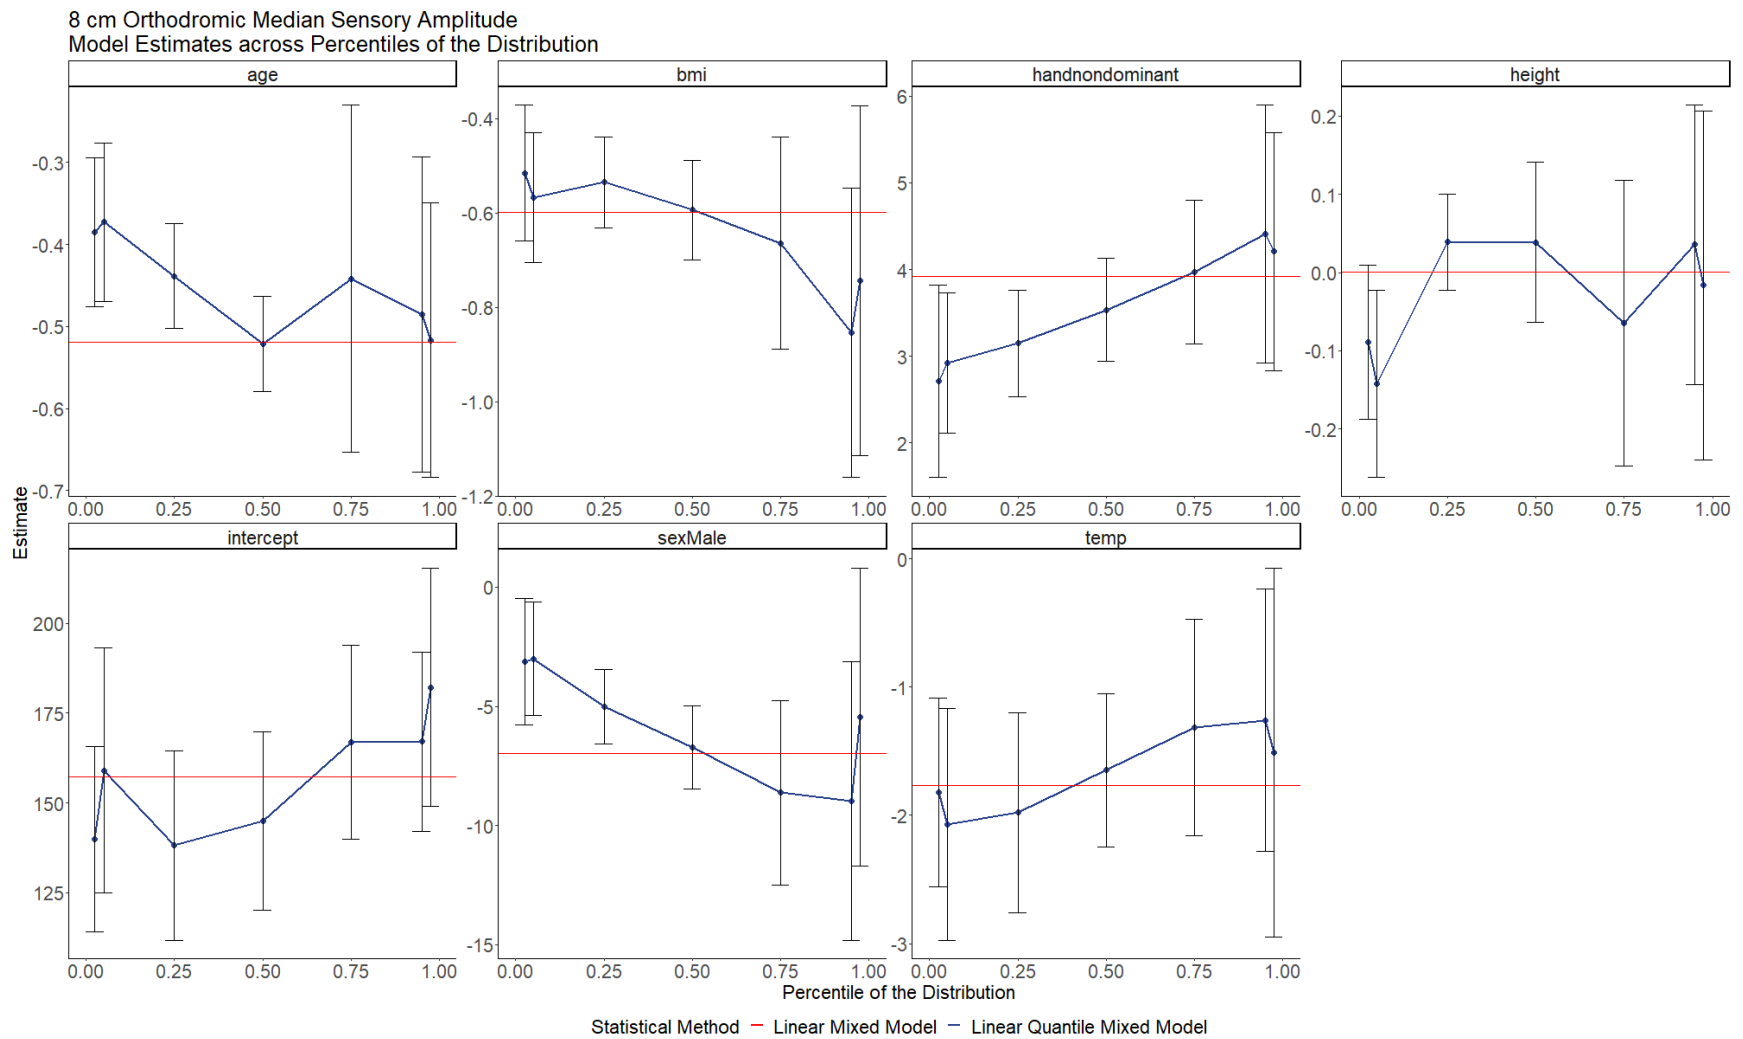 8 cm Orthodromic Median Sensory Amplitude
Model Estimates across Percentiles of the Distribution
age
bmi
handnondominant
height
-0.3
-0.4
-0.5
-0.6
-0.7
0.00 0.25 0.50 0.75 1.00
-0.4
-0.6
-0.8
-1.0
-1.2
0.00 0.25 0.50 0.75 1.00
6
5
4
3
2
0.00 0.25 0.50 0.75 1.00
0.2
0.1
0.0
-0.1
-0.2
0.00 0.25 0.50 0.75 1.00
Estimate
intercept
sexMale
temp
200
175
150
125
0.00 0.25 0.50 0.75 1.00
0
-5
-10
-15
0.00 0.25 0.50 0.75 1.00
0
-1
-2
-3
0.00 0.25 0.50 0.75 1.00
Percentile of the Distribution
Statistical Method Linear Mixed Model Linear Quantile Mixed Model